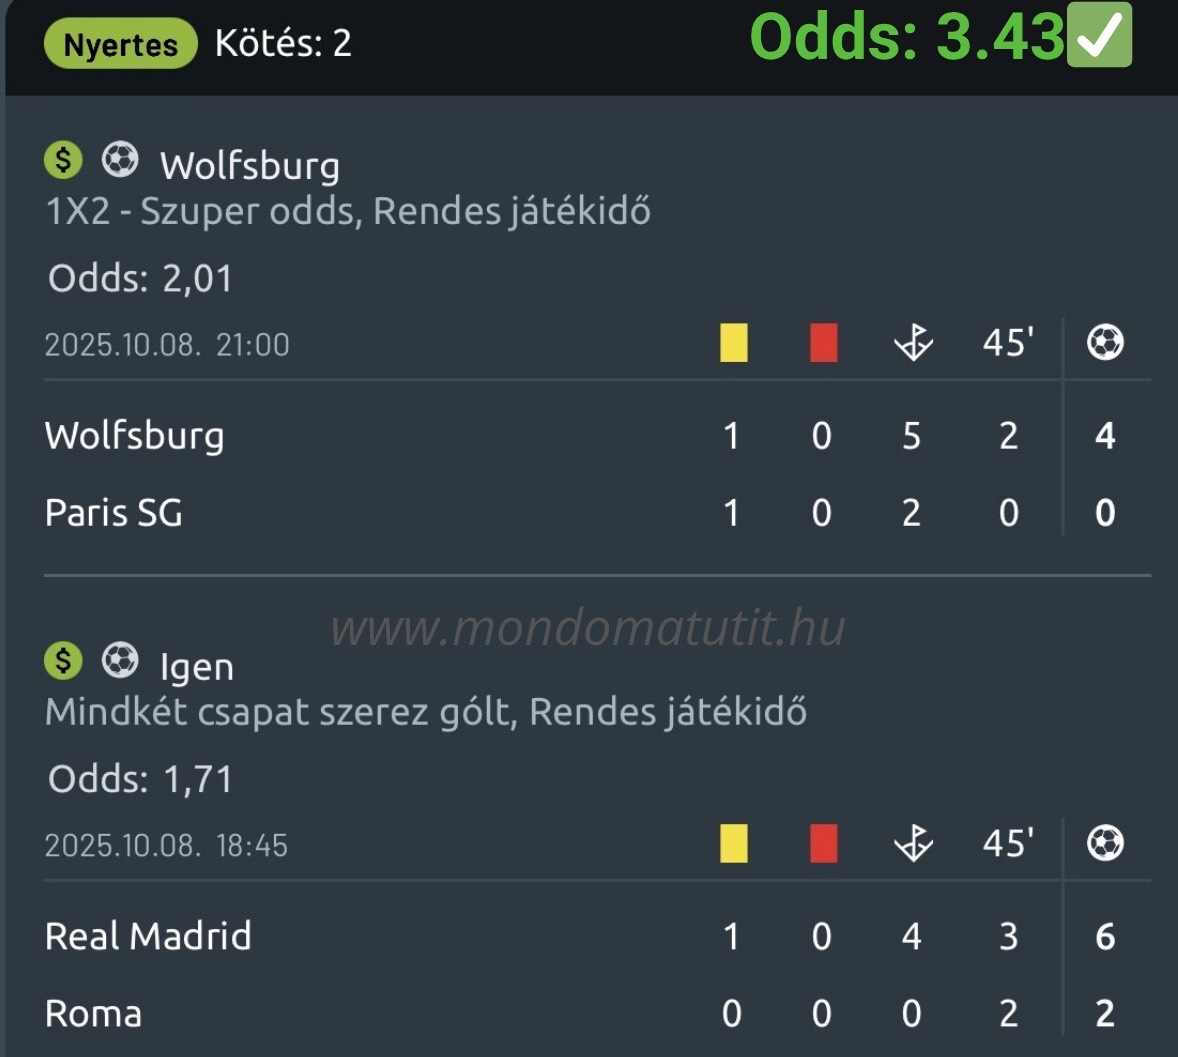 Nyertes Kötés: 2 Odds: 3.43
Wolfsburg
1X2 - Szuper odds, Rendes játékidő
Odds: 2,01
2025.10.08. 21:00 45'
Wolfsburg 1 0 5 2 4
Paris SG 1 0 2 0 0
www.mondomatutit.hu
$ Igen
Mindkét csapat szerez gólt, Rendes játékidő
Odds: 1,71
2025.10.08. 18:45 45'
Real Madrid 1 0 4 3 6
Roma 0 0 0 2 2